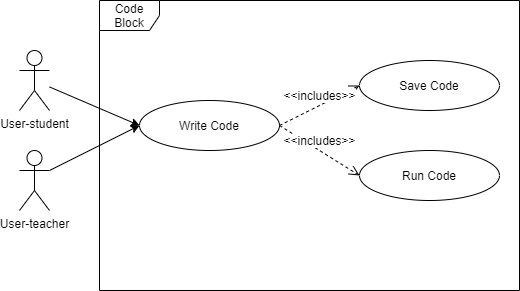 Code
Block
User-student
User-teacher
Write Code
<<includes>>
<<includes>>
Save Code
Run Code